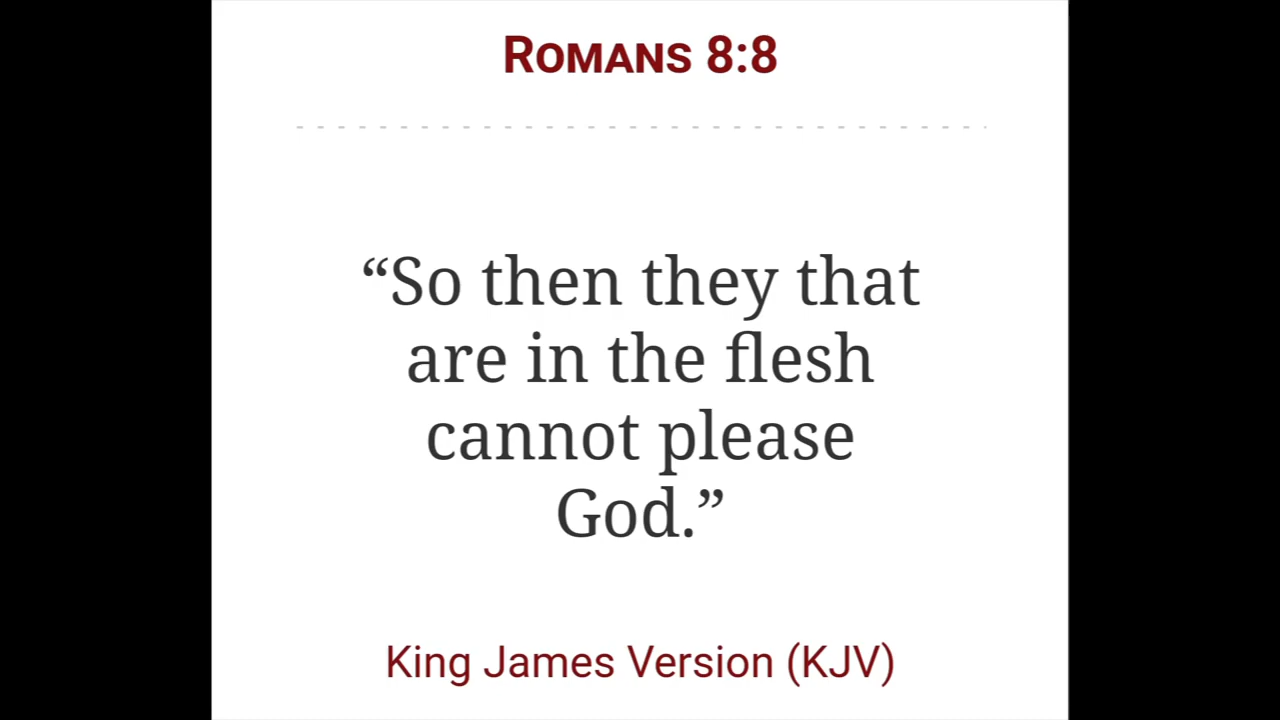 Romans 8:8
“So then they that
are in the flesh
cannot please
God.”
King James Version (KJV)